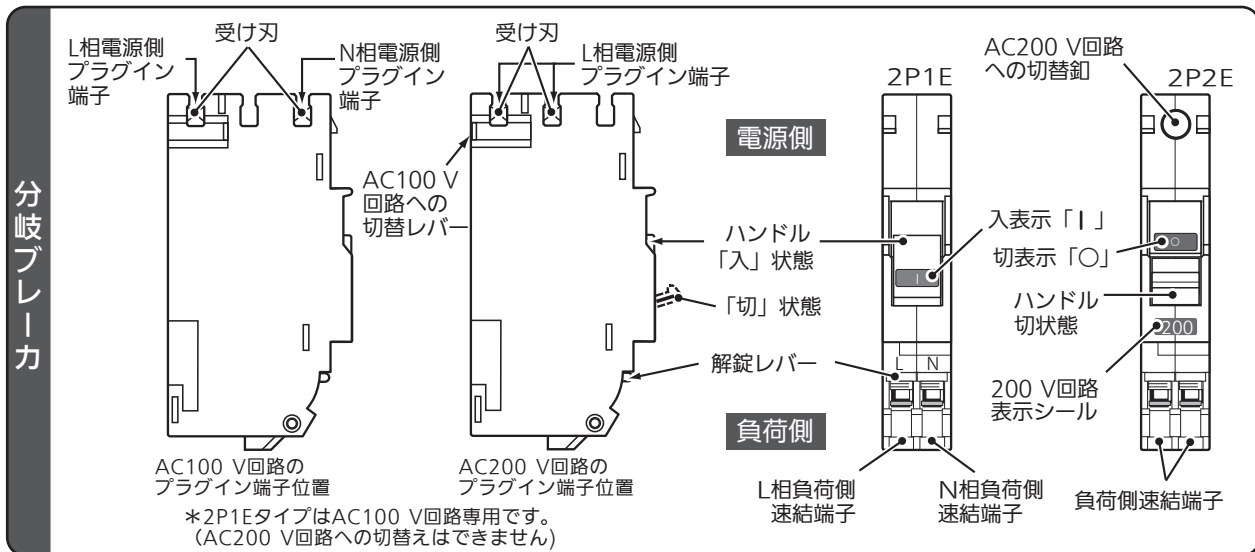 分岐ブレーカ
L相電源側
プラグイン
端子
受け刃
N相電源側
プラグイン
端子
AC100 V回路の
プラグイン端子位置
受け刃
L相電源側
プラグイン端子
AC100 V
回路への
切替レバー
AC200 V回路の
プラグイン端子位置
＊2P1EタイプはAC100 V回路専用です。
（AC200 V回路への切替えはできません)
電源側
ハンドル
「入」状態
「切」状態
解錠レバー
負荷側
2P1E
|
L N
L相負荷側
速結端子
N相負荷側
速結端子
AC200 V回路
への切替釦
2P2E
入表示「|」
切表示「○」
○
ハンドル
切状態
200
200 V回路
表示シール
負荷側速結端子